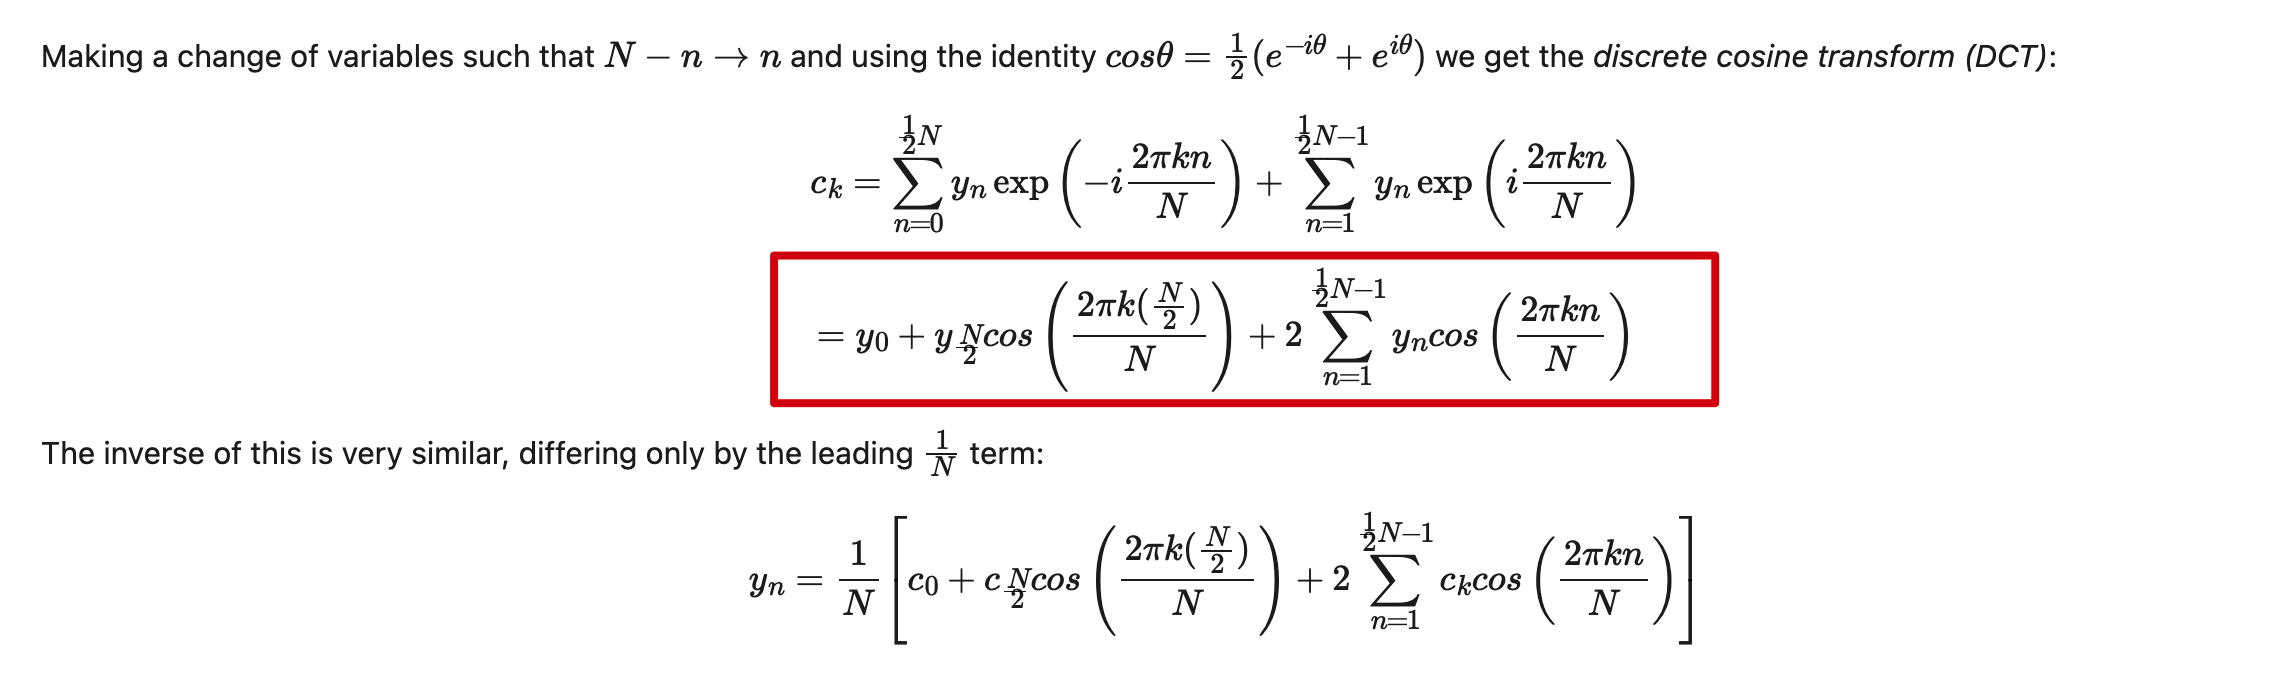 Making a change of variables such that $N - n \to n$ and using the identity $cos\theta = \frac{1}{2}(e^{-i\theta} + e^{i\theta})$ we get the discrete cosine transform (DCT):
$c_k = \sum_{n=0}^{\frac{1}{2}N} y_n \exp\left(-i\frac{2\pi kn}{N}\right) + \sum_{n=1}^{\frac{1}{2}N-1} y_n \exp\left(i\frac{2\pi kn}{N}\right)$
$= y_0 + y_{\frac{N}{2}} cos\left(\frac{2\pi k(\frac{N}{2})}{N}\right) + 2 \sum_{n=1}^{\frac{1}{2}N-1} y_n cos\left(\frac{2\pi kn}{N}\right)$
The inverse of this is very similar, differing only by the leading $\frac{1}{N}$ term:
$y_n = \frac{1}{N}\left[c_0 + c_{\frac{N}{2}} cos\left(\frac{2\pi k(\frac{N}{2})}{N}\right) + 2 \sum_{n=1}^{\frac{1}{2}N-1} c_k cos\left(\frac{2\pi kn}{N}\right)\right]$